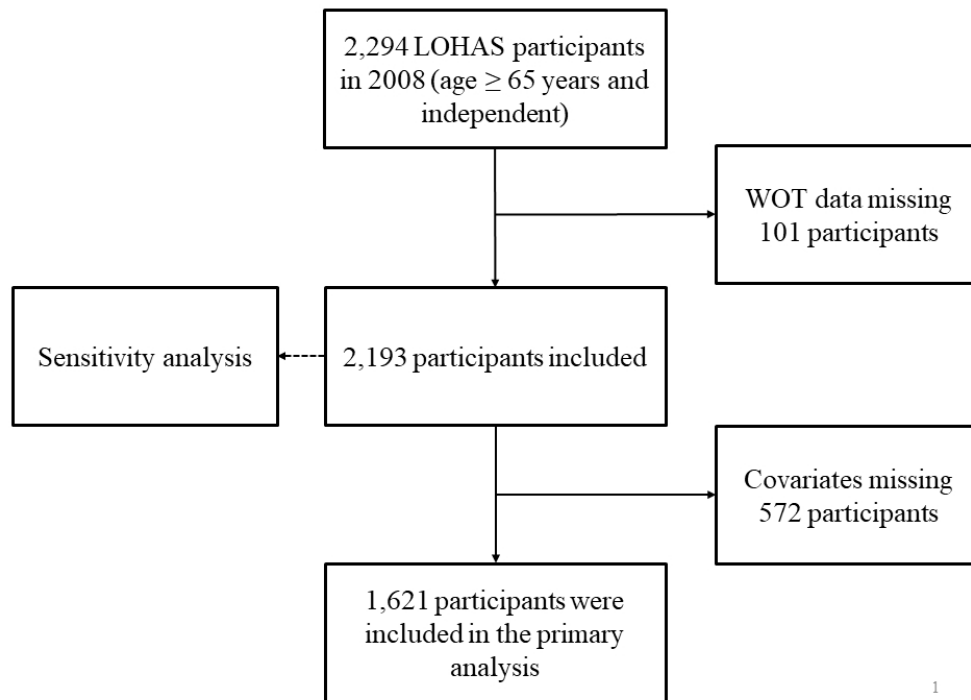 2,294 LOHAS participants
in 2008 (age ≥ 65 years and
independent)
WOT data missing
101 participants
Sensitivity analysis
2,193 participants included
Covariates missing
572 participants
1,621 participants were
included in the primary
analysis
1